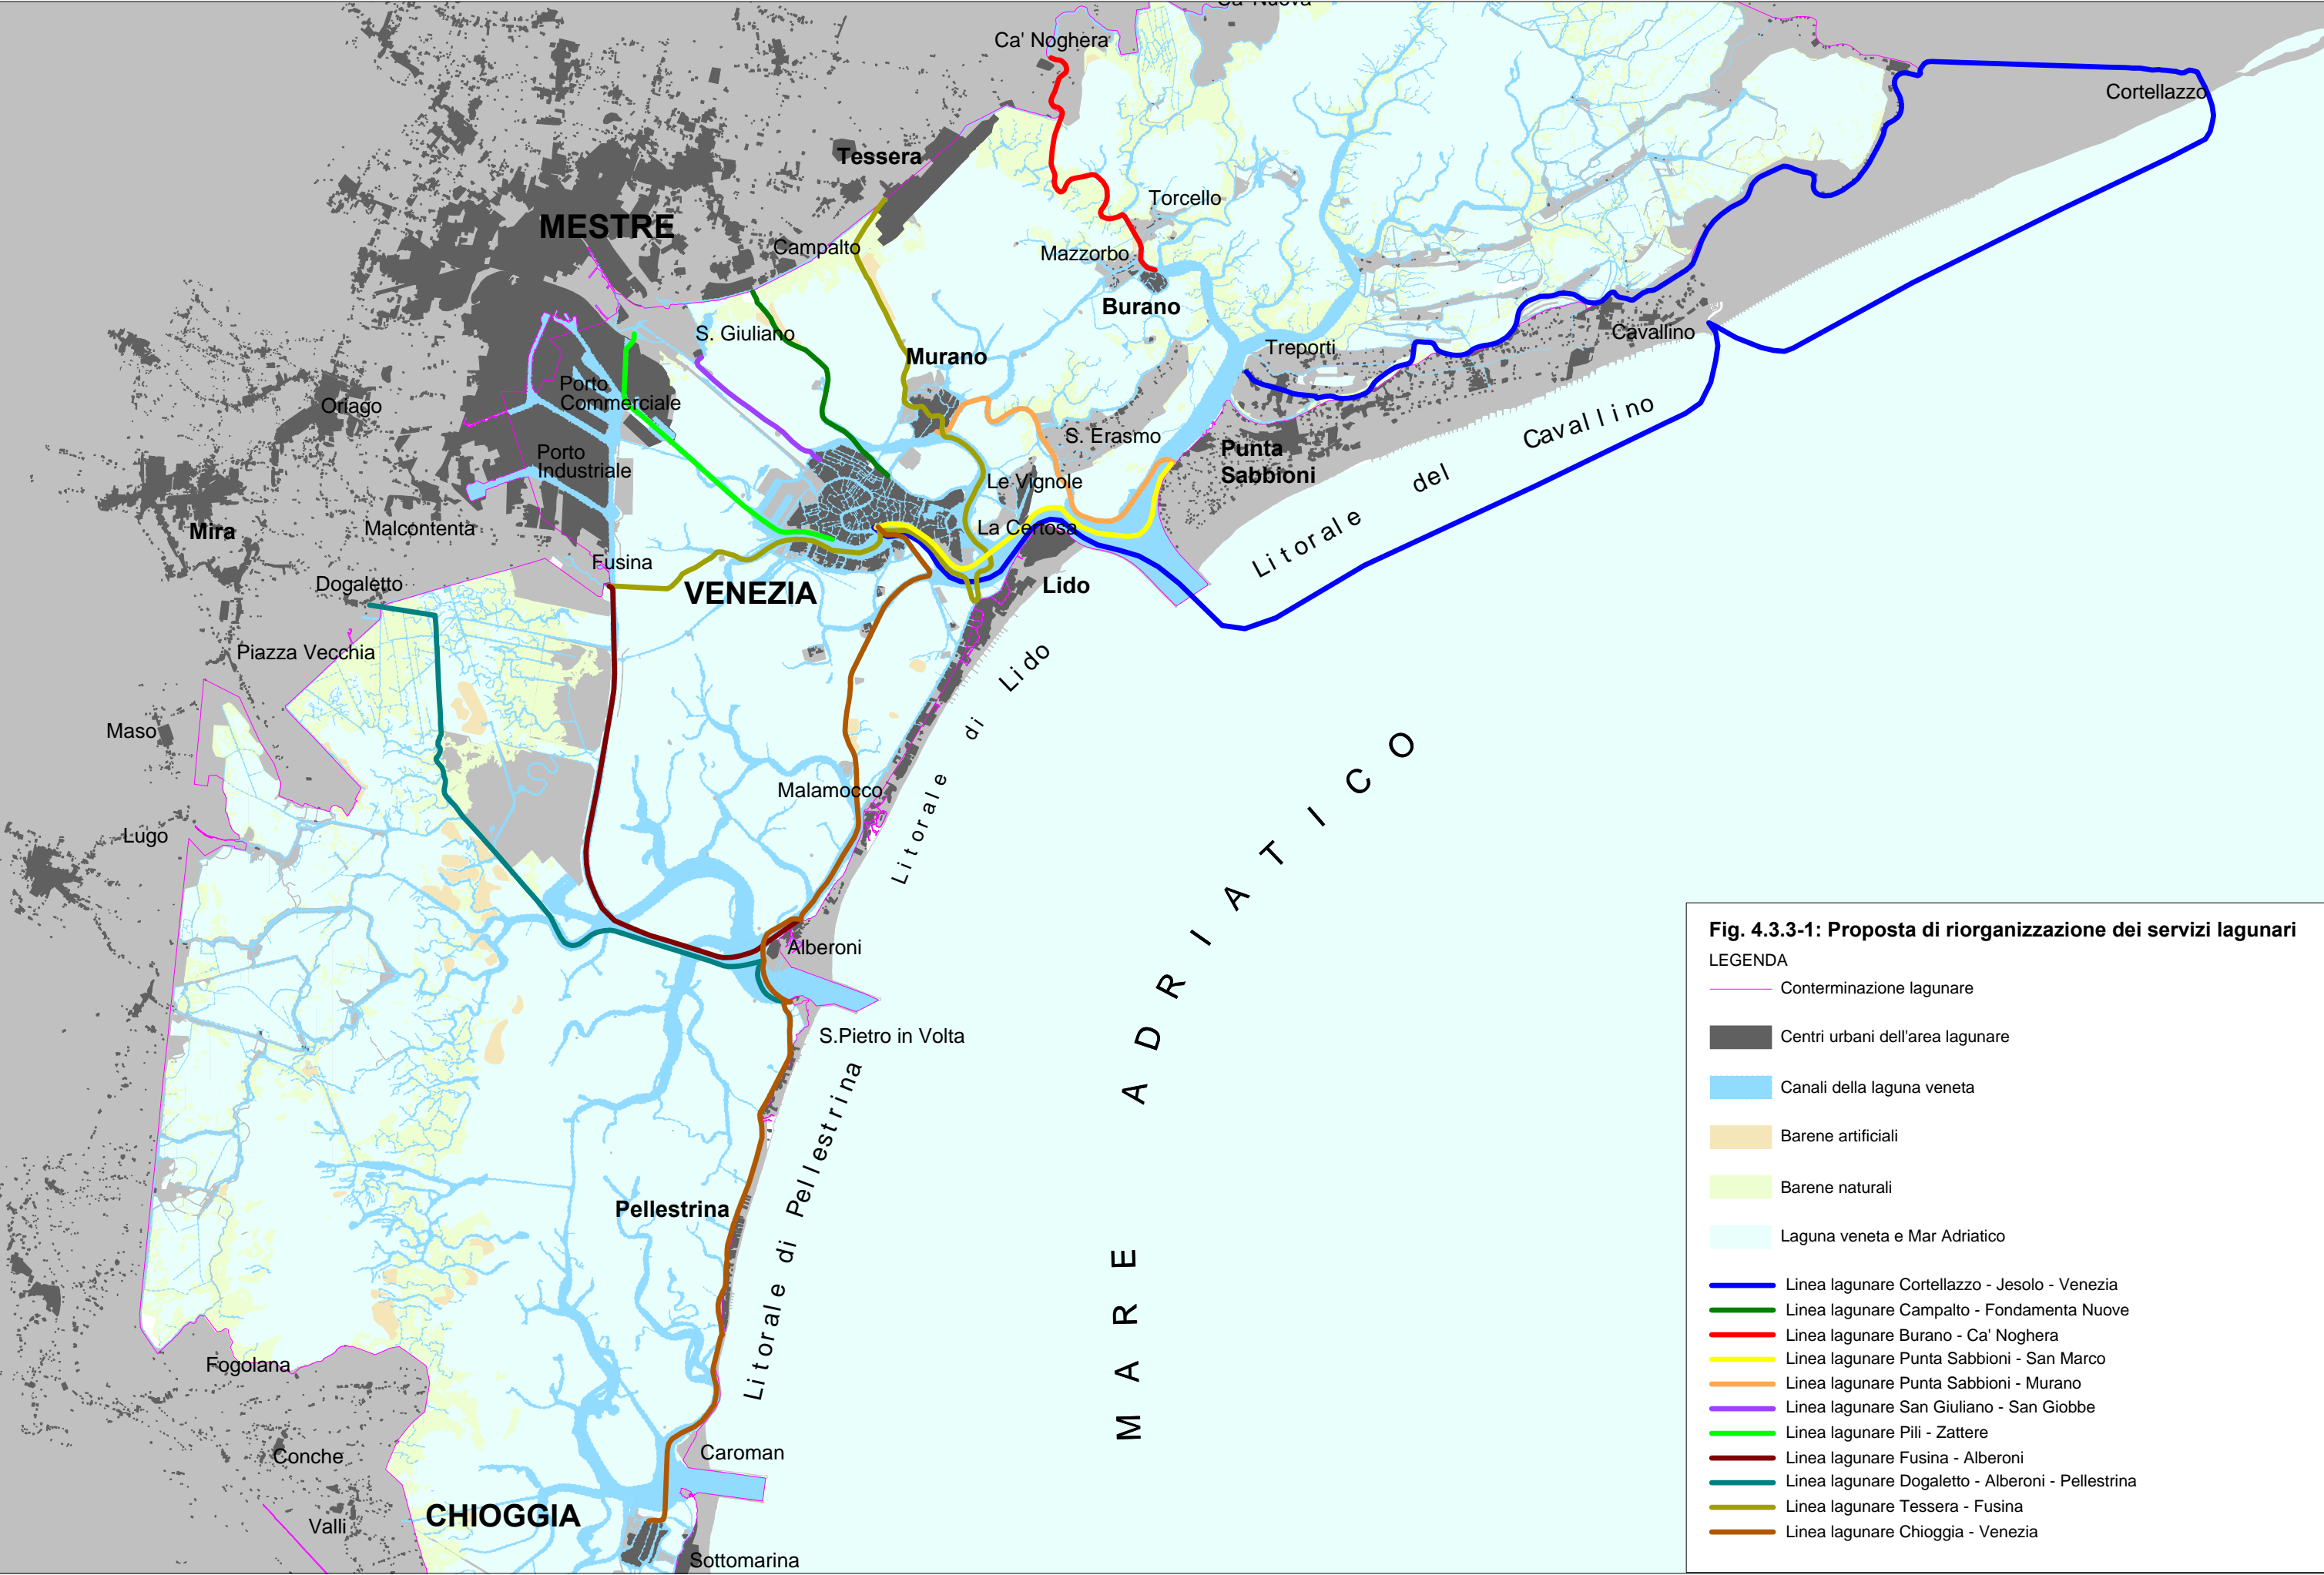 Ca' Nuova
Ca' Noghera
Cortellazzo
Tessera
Torcello
MESTRE
Campalto
Mazzorbo
Burano
S. Giuliano
Cavallino
Treporti
Murano
Porto
Commerciale
Oriago
S. Erasmo
Punta
Sabbioni
Litorale del Cavallino
Porto
Industriale
Le Vignole
Mira
Malcontenta
La Certosa
Fusina
Dogaletto
VENEZIA
Lido
Piazza Vecchia
Litorale di Lido
Maso
Malamocco
Lugo
MARE ADRIATICO
Alberoni
S.Pietro in Volta
Pellestrina
Litorale di Pellestrina
Fogolana
Conche
Caroman
CHIOGGIA
Valli
Sottomarina
Fig. 4.3.3-1: Proposta di riorganizzazione dei servizi lagunari
LEGENDA
Conterminazione lagunare
Centri urbani dell'area lagunare
Canali della laguna veneta
Barene artificiali
Barene naturali
Laguna veneta e Mar Adriatico
Linea lagunare Cortellazzo - Jesolo - Venezia
Linea lagunare Campalto - Fondamenta Nuove
Linea lagunare Burano - Ca' Noghera
Linea lagunare Punta Sabbioni - San Marco
Linea lagunare Punta Sabbioni - Murano
Linea lagunare San Giuliano - San Giobbe
Linea lagunare Pili - Zattere
Linea lagunare Fusina - Alberoni
Linea lagunare Dogaletto - Alberoni - Pellestrina
Linea lagunare Tessera - Fusina
Linea lagunare Chioggia - Venezia